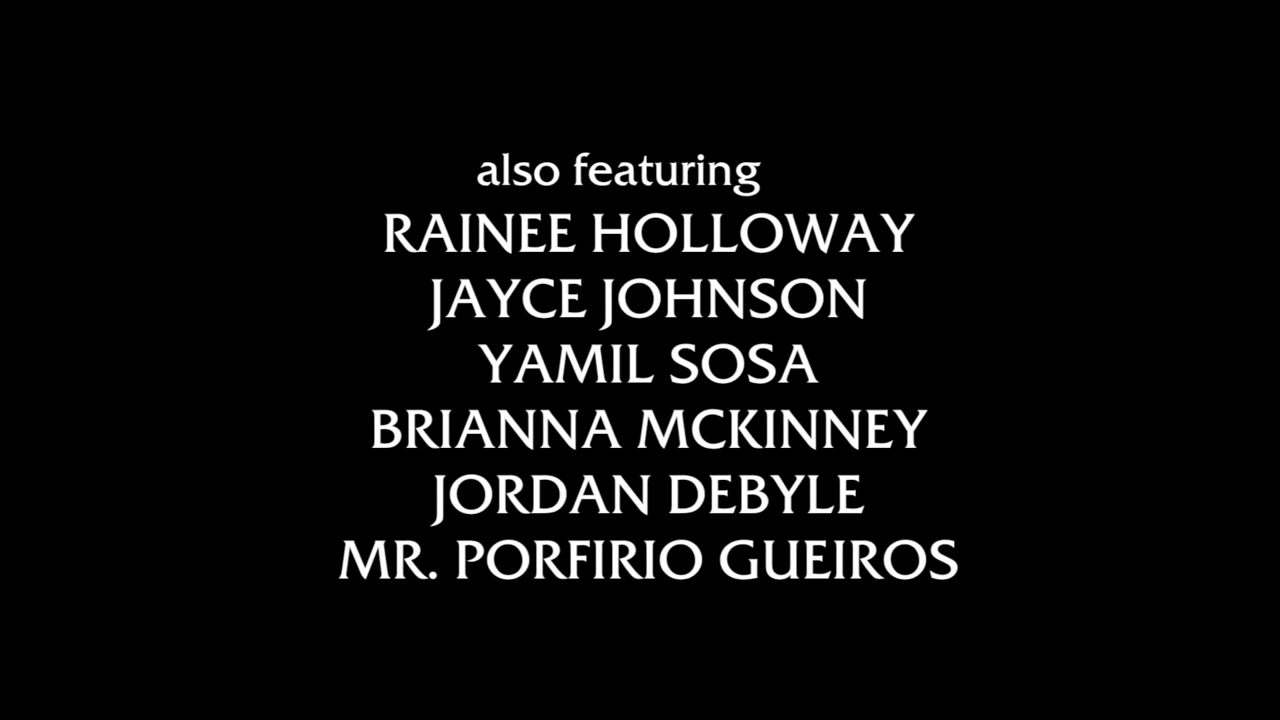 also featuring
RAINEE HOLLOWAY
JAYCE JOHNSON
YAMIL SOSA
BRIANNA MCKINNEY
JORDAN DEBYLE
MR. PORFIRIO GUEIROS